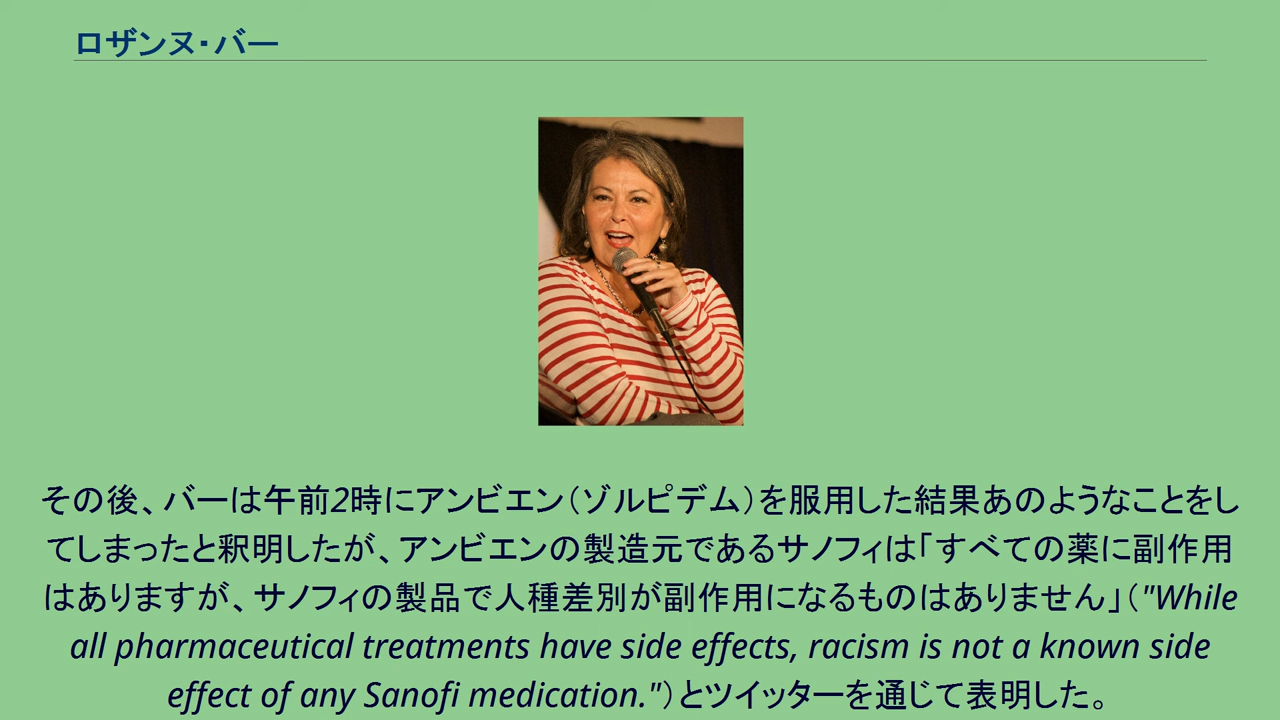 ロザンヌ・バー
その後、バーは午前2時にアンビエン（ゾルピデム）を服用した結果あのようなことをし
てしまったと釈明したが、アンビエンの製造元であるサノフィは「すべての薬に副作用
はありますが、サノフィの製品で人種差別が副作用になるものはありません」（"While
all pharmaceutical treatments have side effects, racism is not a known side
effect of any Sanofi medication."）とツイッターを通じて表明した。